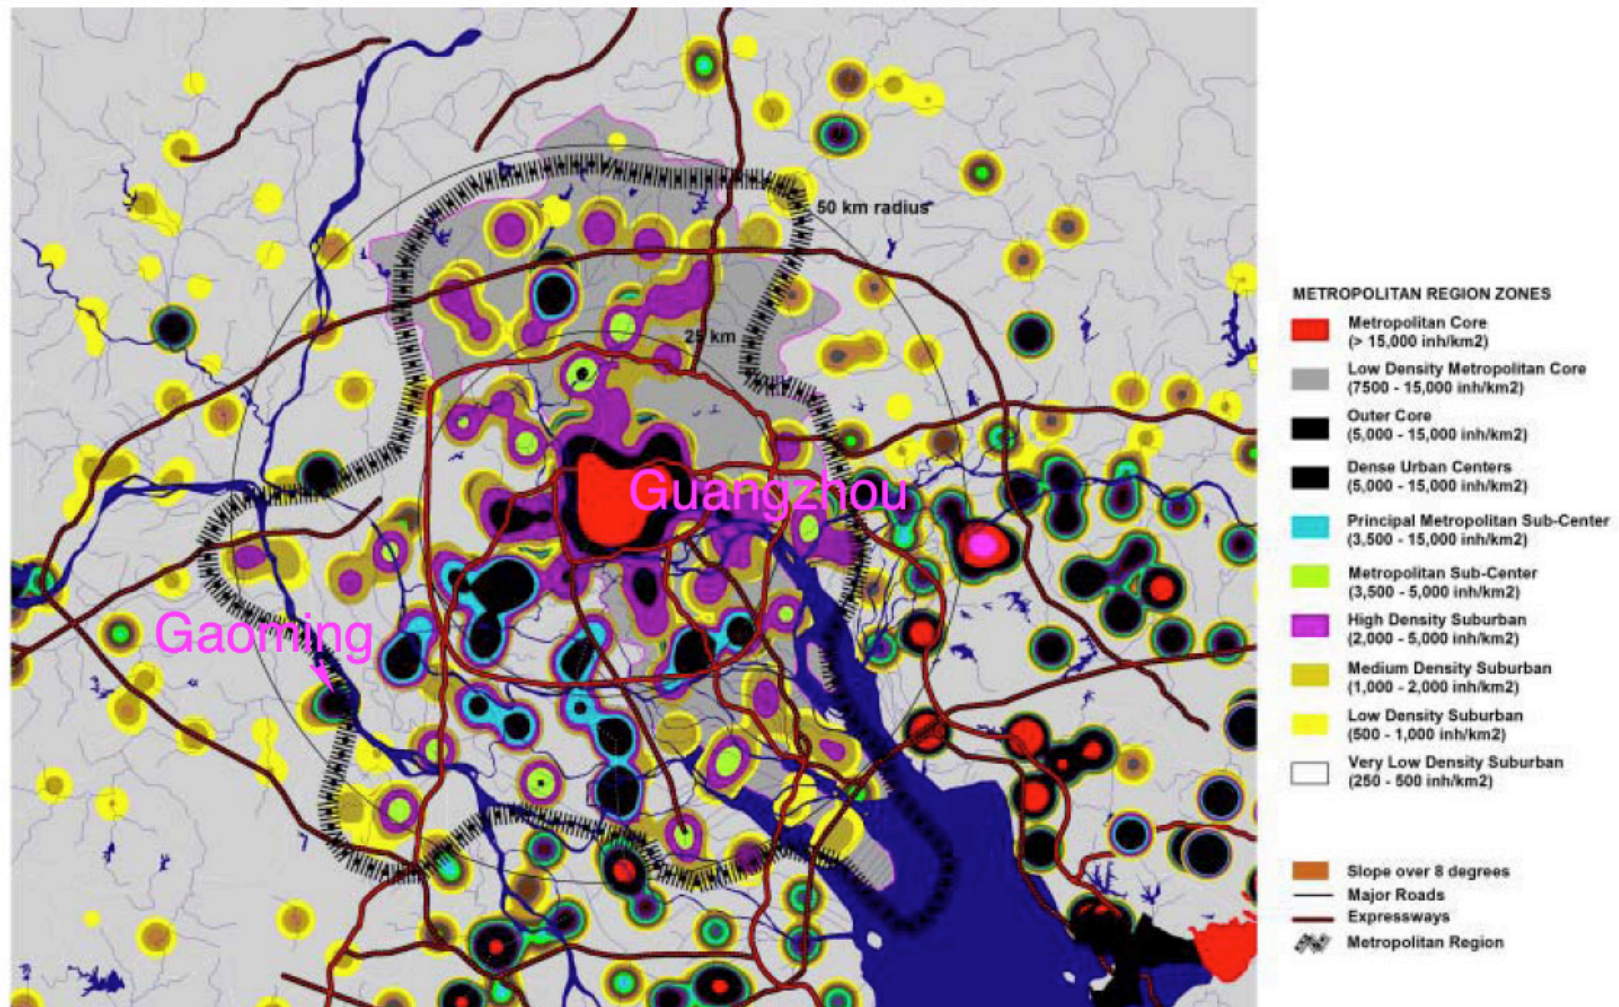 50 km radius
25 km
Guangzhou
Gaoming
METROPOLITAN REGION ZONES
Metropolitan Core
(> 15,000 inh/km2)
Low Density Metropolitan Core
(7500 - 15,000 inh/km2)
Outer Core
(5,000 - 15,000 inh/km2)
Dense Urban Centers
(5,000 - 15,000 inh/km2)
Principal Metropolitan Sub-Center
(3,500 - 15,000 inh/km2)
Metropolitan Sub-Center
(3,500 - 5,000 inh/km2)
High Density Suburban
(2,000 - 5,000 inh/km2)
Medium Density Suburban
(1,000 - 2,000 inh/km2)
Low Density Suburban
(500 - 1,000 inh/km2)
Very Low Density Suburban
(250 - 500 inh/km2)
Slope over 8 degrees
Major Roads
Expressways
Metropolitan Region